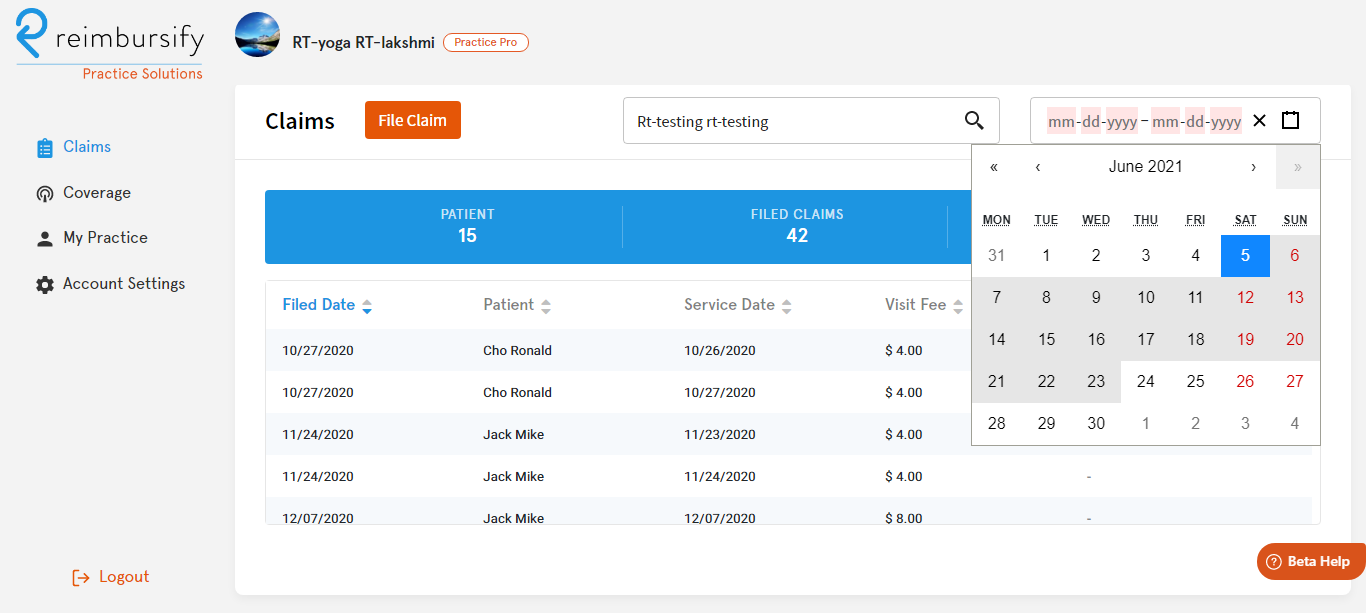 reimbursify
Practice Solutions
RT-yoga RT-lakshmi Practice Pro
Claims
Coverage
My Practice
Account Settings
Logout
Claims
File Claim
Rt-testing rt-testing
mm-dd-yyyy – mm-dd-yyyy
PATIENT
15
FILED CLAIMS
42
Filed Date Patient Service Date Visit Fee
10/27/2020 Cho Ronald 10/26/2020 $ 4.00
10/27/2020 Cho Ronald 10/27/2020 $ 4.00
11/24/2020 Jack Mike 11/23/2020 $ 4.00
11/24/2020 Jack Mike 11/24/2020 $ 4.00 -
12/07/2020 Jack Mike 12/07/2020 $ 8.00 -
« ‹ June 2021 › »
MON TUE WED THU FRI SAT SUN
31 1 2 3 4 5 6
7 8 9 10 11 12 13
14 15 16 17 18 19 20
21 22 23 24 25 26 27
28 29 30 1 2 3 4
? Beta Help